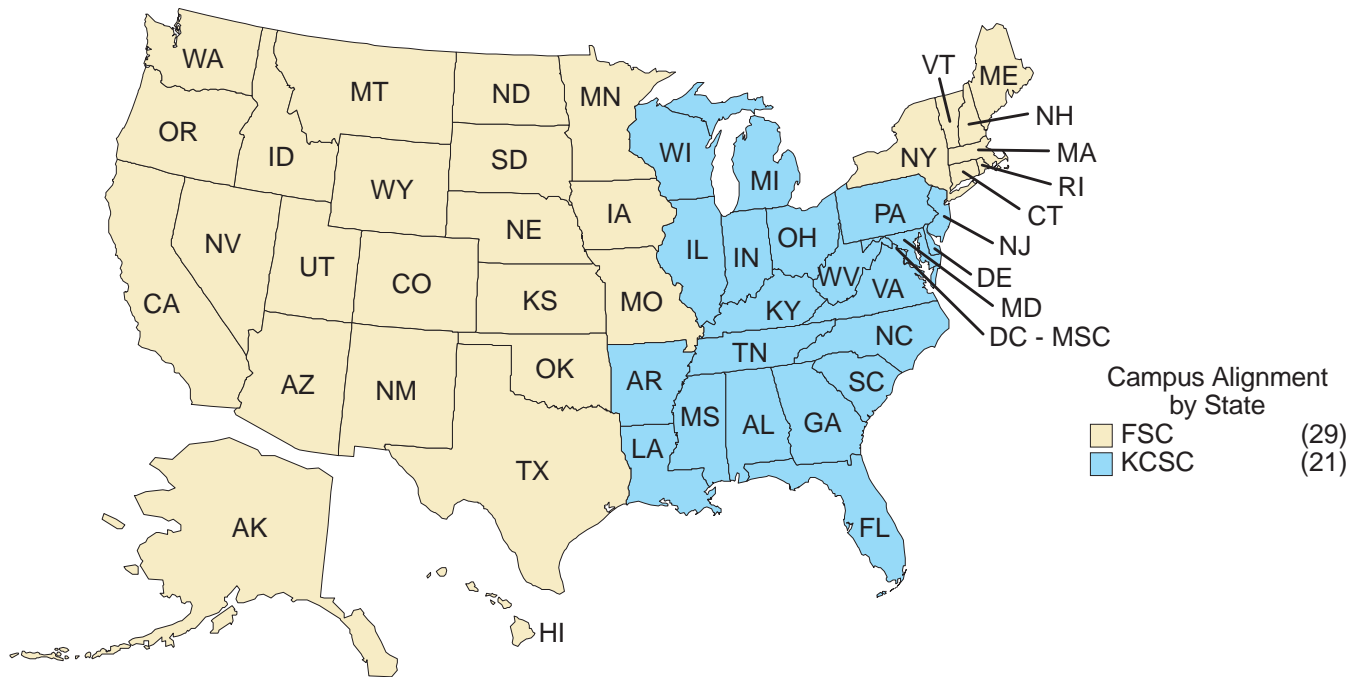 WA
MT
ND
MN
VT
ME
OR
ID
SD
WI
MI
NY
NH
MA
RI
CT
WY
IA
NE
PA
NJ
NV
UT
CO
IL
IN
OH
WV
VA
DE
MD
DC - MSC
CA
KS
MO
KY
NC
TN
AZ
NM
OK
AR
SC
MS
AL
GA
LA
TX
FL
AK
HI
Campus Alignment
by State
FSC (29)
KCSC (21)